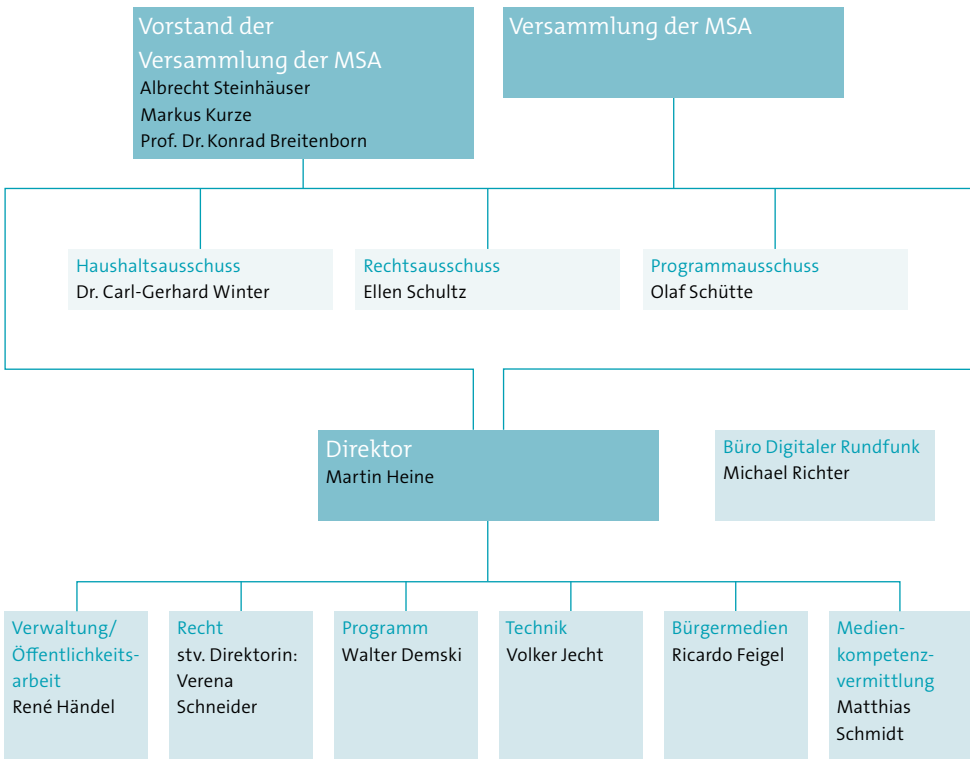 Vorstand der
Versammlung der MSA
Albrecht Steinhäuser
Markus Kurze
Prof. Dr. Konrad Breitenborn
Versammlung der MSA
Haushaltsausschuss
Dr. Carl-Gerhard Winter
Rechtsausschuss
Ellen Schultz
Programmausschuss
Olaf Schütte
Direktor
Martin Heine
Büro Digitaler Rundfunk
Michael Richter
Verwaltung/
Öffentlichkeits-
arbeit
René Händel
Recht
stv. Direktorin:
Verena
Schneider
Programm
Walter Demski
Technik
Volker Jecht
Bürgermedien
Ricardo Feigel
Medien-
kompetenz-
vermittlung
Matthias
Schmidt